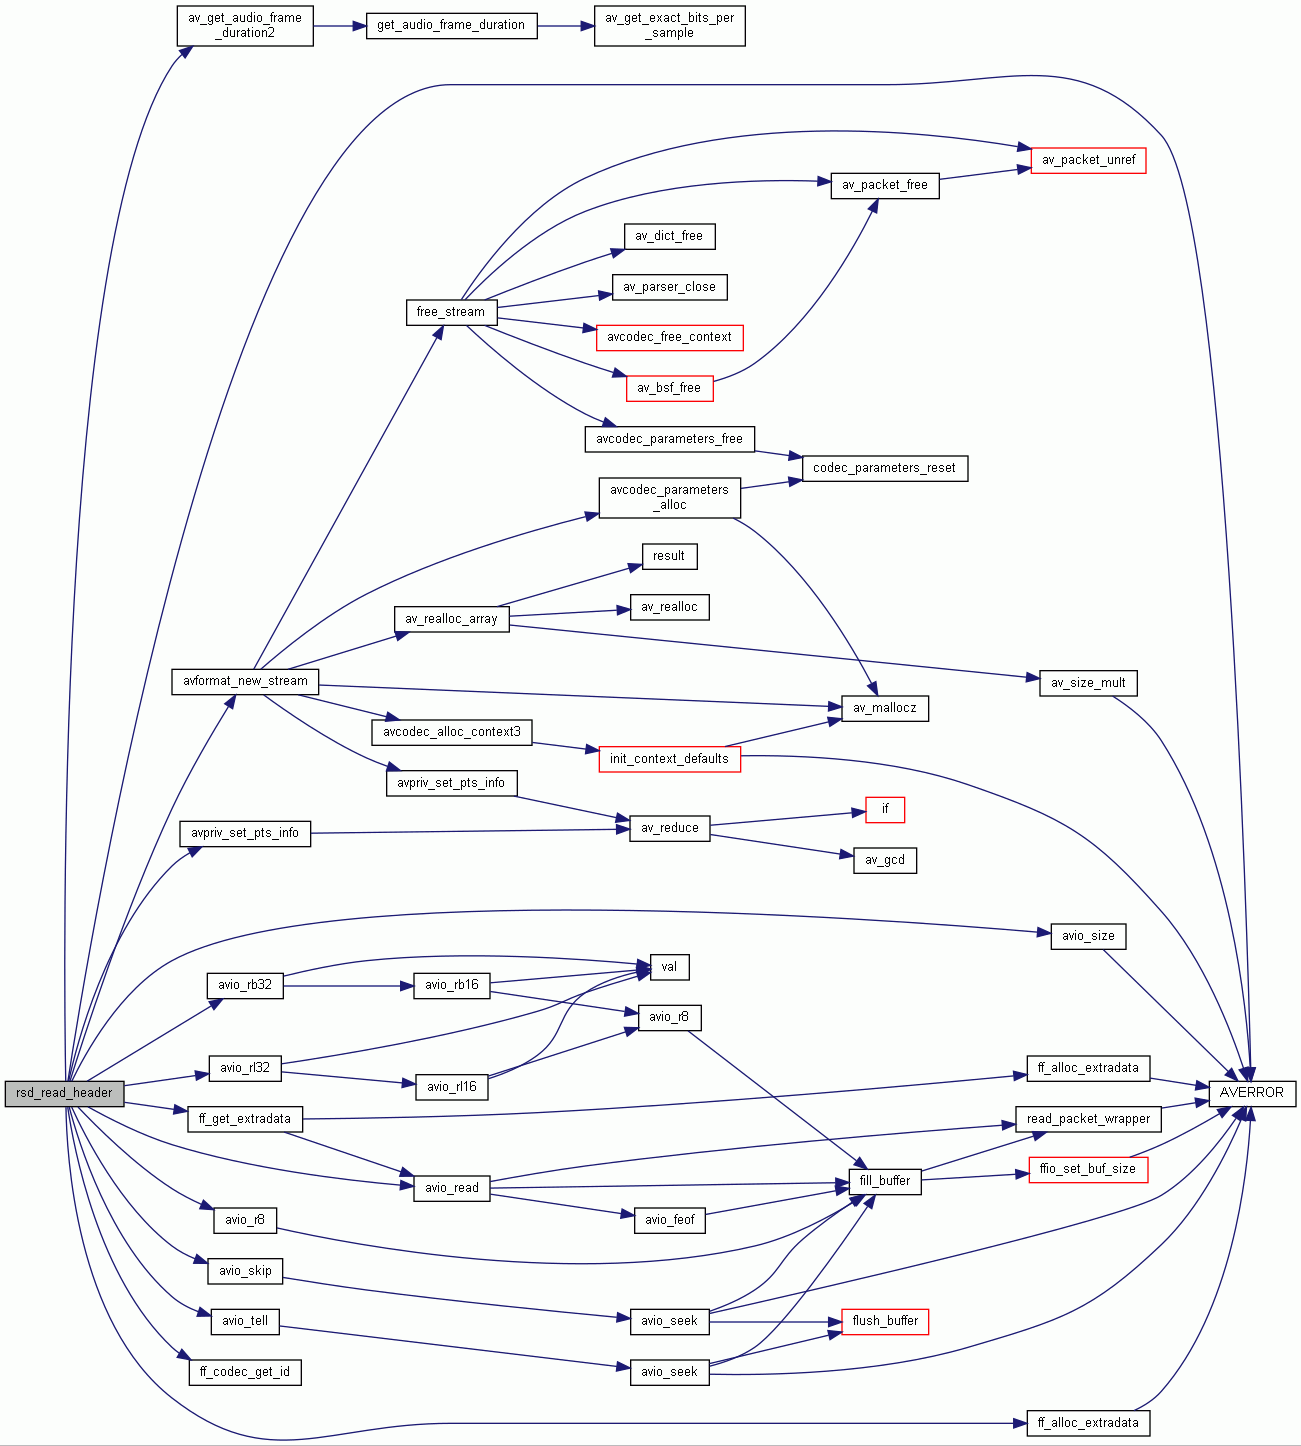 av_get_audio_frame
_duration2
get_audio_frame_duration
av_get_exact_bits_per
_sample
av_packet_unref
av_packet_free
av_dict_free
av_parser_close
free_stream
avcodec_free_context
av_bsf_free
avcodec_parameters_free
codec_parameters_reset
avcodec_parameters
_alloc
result
av_realloc
av_realloc_array
avformat_new_stream
av_size_mult
av_mallocz
avcodec_alloc_context3
init_context_defaults
avpriv_set_pts_info
if
av_reduce
avpriv_set_pts_info
av_gcd
avio_size
val
avio_rb32
avio_rb16
avio_r8
avio_rl32
avio_rl16
ff_alloc_extradata
rsd_read_header
AVERROR
ff_get_extradata
read_packet_wrapper
ffio_set_buf_size
avio_read
fill_buffer
avio_r8
avio_feof
avio_skip
avio_tell
avio_seek
flush_buffer
ff_codec_get_id
avio_seek
ff_alloc_extradata